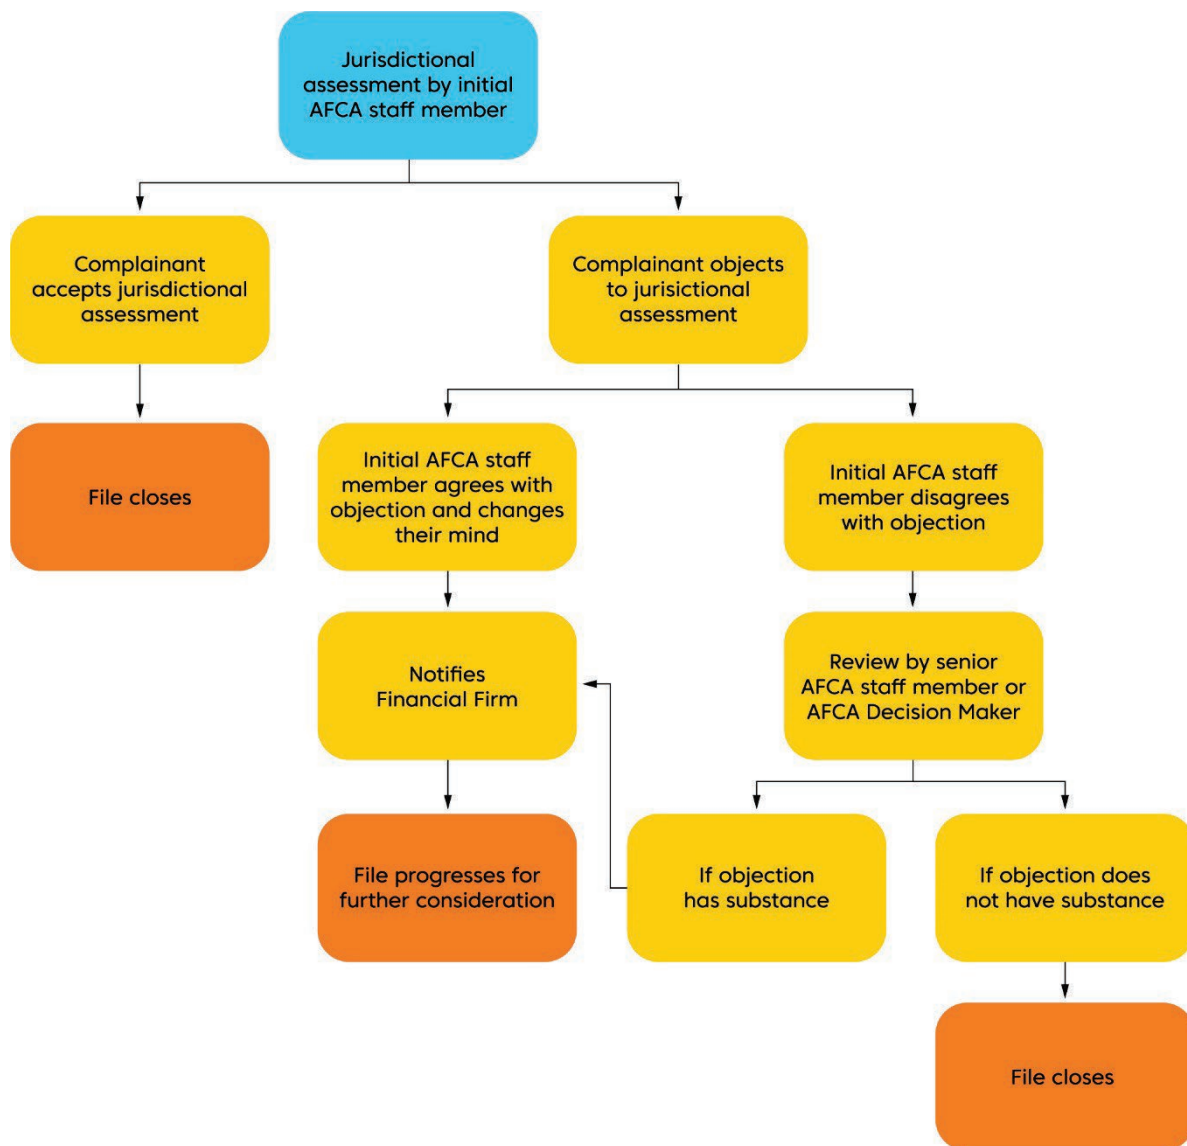 Jurisdictional
assessment by initial
AFCA staff member
Complainant
accepts jurisdictional
assessment
Complainant objects
to jurisictional
assessment
File closes
Initial AFCA staff
member agrees with
objection and changes
their mind
Initial AFCA staff
member disagrees
with objection
Notifies
Financial Firm
Review by senior
AFCA staff member or
AFCA Decision Maker
File progresses for
further consideration
If objection
has substance
If objection does
not have substance
File closes